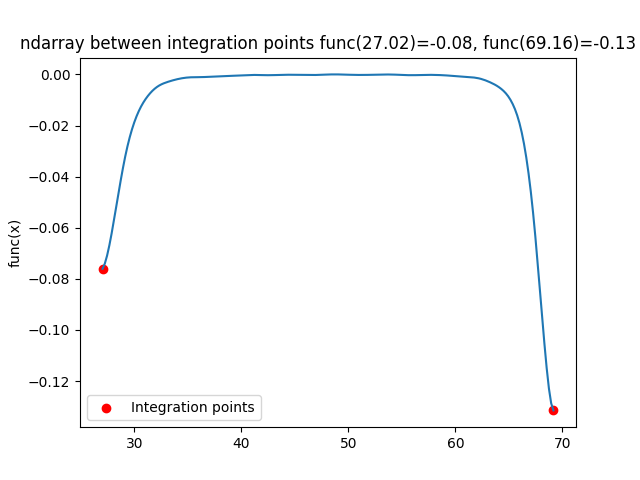 ndarray between integration points func(27.02)=-0.08, func(69.16)=-0.13
func(x)
0.00
−0.02
−0.04
−0.06
−0.08
−0.10
−0.12
Integration points
30 40 50 60 70